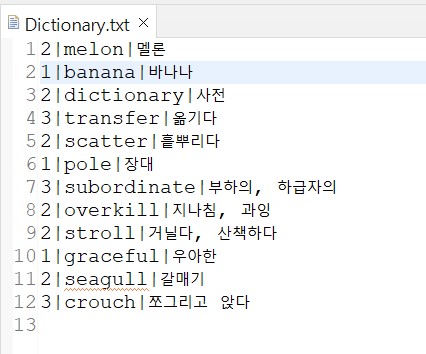 Dictionary.txt
1 2|melon|멜론
2 1|banana|바나나
3 2|dictionary|사전
4 3|transfer|옮기다
5 2|scatter|흩뿌리다
6 1|pole|장대
7 3|subordinate|부하의, 하급자의
8 2|overkill|지나침, 과잉
9 2|stroll|거닐다, 산책하다
10 1|graceful|우아한
11 2|seagull|갈매기
12 3|crouch|쪼그리고 앉다
13